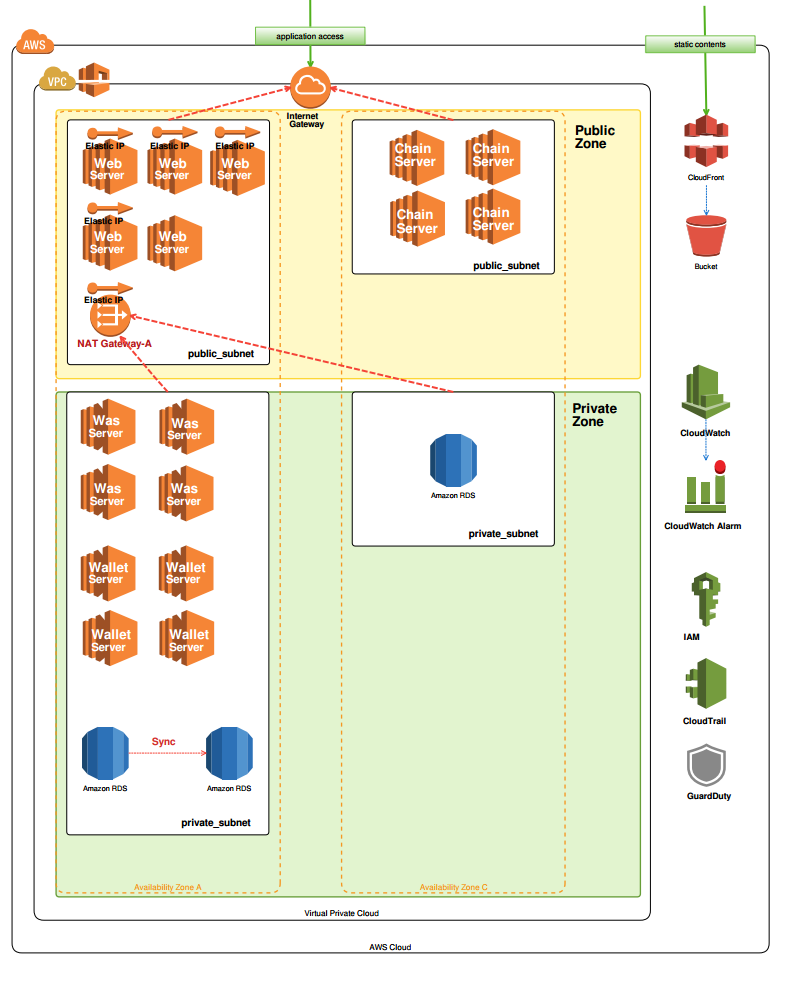 application access
static contents
AWS
VPC
Internet
Gateway
Public
Zone
Elastic IP
Elastic IP
Elastic IP
Web
Server
Web
Server
Web
Server
Chain
Server
Chain
Server
CloudFront
Elastic IP
Web
Server
Web
Server
Chain
Server
Chain
Server
Bucket
public_subnet
Elastic IP
NAT Gateway-A
public_subnet
Private
Zone
Was
Server
Was
Server
CloudWatch
Was
Server
Was
Server
Amazon RDS
private_subnet
CloudWatch Alarm
Wallet
Server
Wallet
Server
Wallet
Server
Wallet
Server
IAM
CloudTrail
Sync
Amazon RDS
Amazon RDS
GuardDuty
private_subnet
Availability Zone A
Availability Zone C
Virtual Private Cloud
AWS Cloud